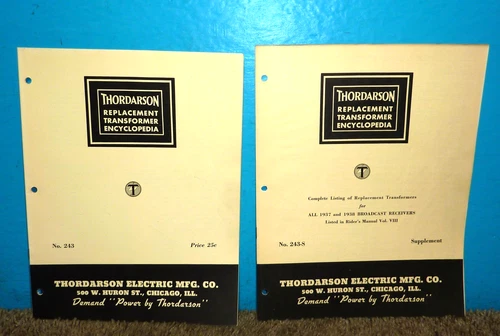 THORDARSON
REPLACEMENT
TRANSFORMER
ENCYCLOPEDIA
T
No. 243
Price 25c
THORDARSON ELECTRIC MFG. CO.
500 W. HURON ST., CHICAGO, ILL.
Demand "Power by Thordarson"
THORDARSON
REPLACEMENT
TRANSFORMER
ENCYCLOPEDIA
T
Complete Listing of Replacement Transformers
for
ALL 1937 and 1938 BROADCAST RECEIVERS
Listed in Rider's Manual Vol. VIII
No. 243-S
Supplement
THORDARSON ELECTRIC MFG. CO.
500 W. HURON ST., CHICAGO, ILL.
Demand "Power by Thordarson"